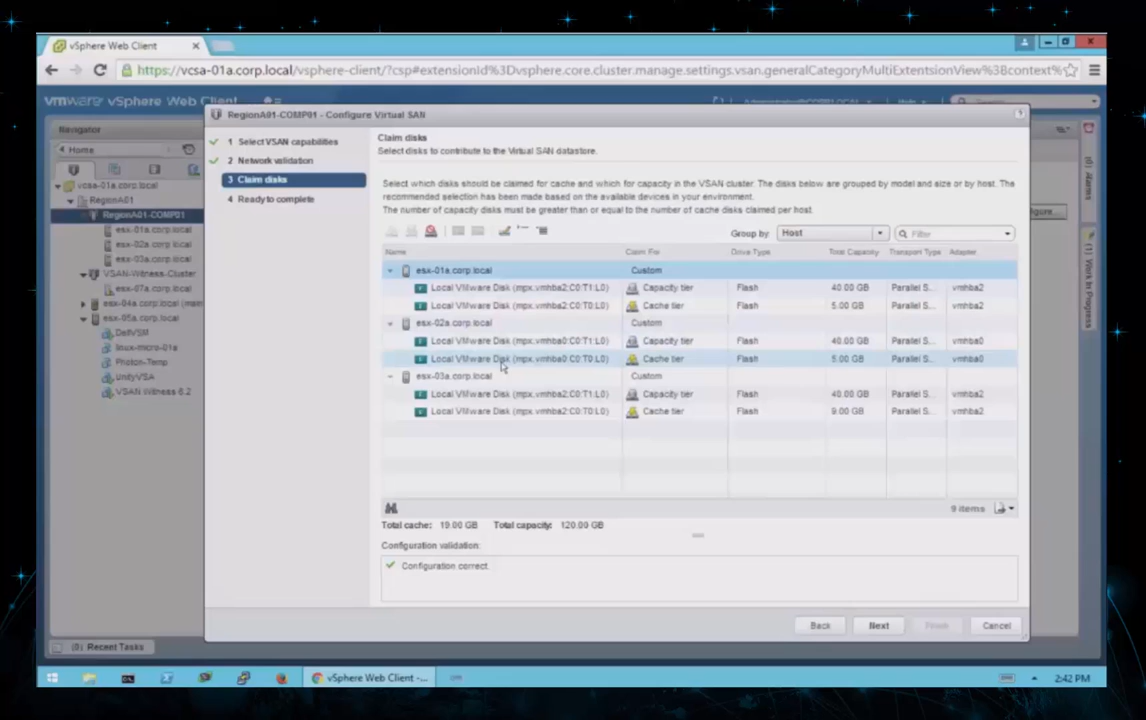 vSphere Web Client
https://vcsa-01a.corp.local/vsphere-client/?csp#extensionId%3Dvsphere.core.cluster.manage.settings.vsan.generalCategoryMultiExtentsionView%3Bcontext%
vmware vSphere Web Client
RegionA01-COMP01 - Configure Virtual SAN
Navigator
Home
vcsa-01a.corp.local
RegionA01
RegionA01-COMP01
esx-01a.corp.local
esx-02a.corp.local
esx-03a.corp.local
VSAN-Witness-Cluster
esx-07a.corp.local
esx-04a.corp.local (main
esx-05a.corp.local
DellVSM
linux-micro-01a
Photon-Temp
UnityVSA
VSAN Witness 6.2
1 Select VSAN capabilities
2 Network validation
3 Claim disks
4 Ready to complete
Claim disks
Select disks to contribute to the Virtual SAN datastore.
Select which disks should be claimed for cache and which for capacity in the VSAN cluster. The disks below are grouped by model and size or by host. The
recommended selection has been made based on the available devices in your environment.
The number of capacity disks must be greater than or equal to the number of cache disks claimed per host.
Group by: Host Filter
Name Claim For Drive Type Total Capacity Transport Type Adapter
esx-01a.corp.local Custom
Local VMware Disk (mpx.vmhba2:C0:T1:L0) Capacity tier Flash 40.00 GB Parallel S... vmhba2
Local VMware Disk (mpx.vmhba2:C0:T0:L0) Cache tier Flash 5.00 GB Parallel S... vmhba2
esx-02a.corp.local Custom
Local VMware Disk (mpx.vmhba0:C0:T1:L0) Capacity tier Flash 40.00 GB Parallel S... vmhba0
Local VMware Disk (mpx.vmhba0:C0:T0:L0) Cache tier Flash 5.00 GB Parallel S... vmhba0
esx-03a.corp.local Custom
Local VMware Disk (mpx.vmhba2:C0:T1:L0) Capacity tier Flash 40.00 GB Parallel S... vmhba2
Local VMware Disk (mpx.vmhba2:C0:T0:L0) Cache tier Flash 9.00 GB Parallel S... vmhba2
9 items
Total cache: 19.00 GB Total capacity: 120.00 GB
Configuration validation:
Configuration correct.
Back Next Finish Cancel
gure...
(0) Alarms
(1) Work In Progress
(0) Recent Tasks
vSphere Web Client -...
2:42 PM